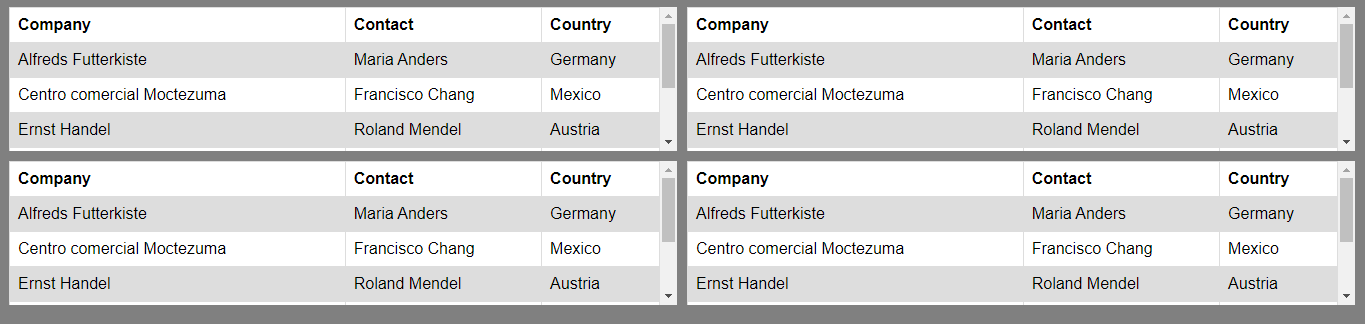 Company Contact Country
Alfreds Futterkiste Maria Anders Germany
Centro comercial Moctezuma Francisco Chang Mexico
Ernst Handel Roland Mendel Austria
Company Contact Country
Alfreds Futterkiste Maria Anders Germany
Centro comercial Moctezuma Francisco Chang Mexico
Ernst Handel Roland Mendel Austria
Company Contact Country
Alfreds Futterkiste Maria Anders Germany
Centro comercial Moctezuma Francisco Chang Mexico
Ernst Handel Roland Mendel Austria
Company Contact Country
Alfreds Futterkiste Maria Anders Germany
Centro comercial Moctezuma Francisco Chang Mexico
Ernst Handel Roland Mendel Austria